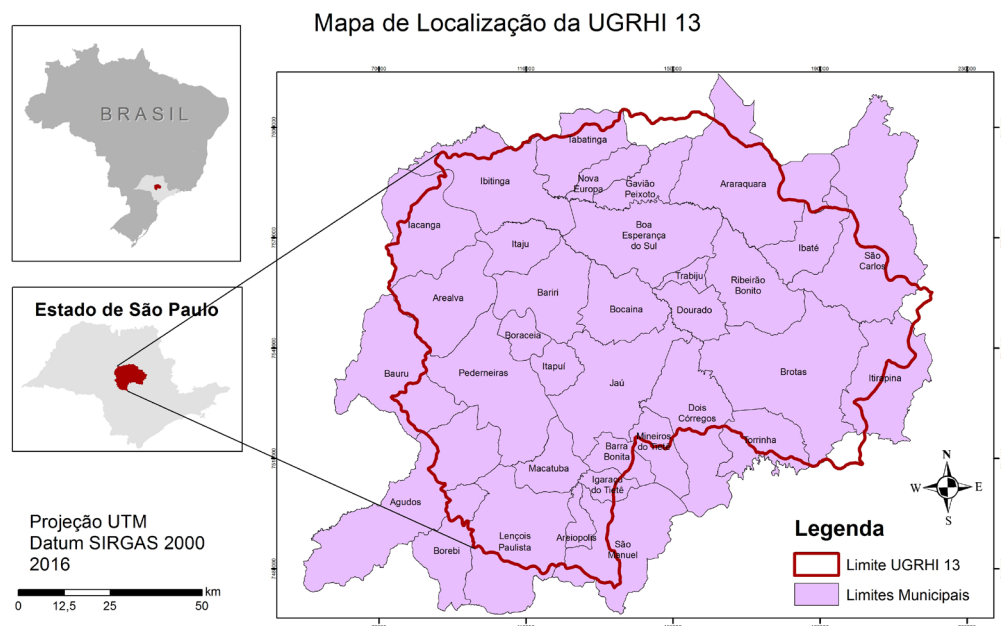 Mapa de Localização da UGRHI 13
BRASIL
Estado de São Paulo
Tabatinga
Ibitinga
Nova
Europa
Gavião
Peixoto
Araraquara
Iacanga
Itaju
Boa
Esperança
do Sul
Ibaté
São
Carlos
Trabiju
Ribeirão
Bonito
Arealva
Bariri
Bocaina
Dourado
Boraceia
Bauru
Pederneiras
Itapuí
Jaú
Brotas
Itirapina
Dois
Córregos
Mineiros
do Tietê
Torrinha
Barra
Bonita
Macatuba
Igaraçu
do Tietê
Agudos
Borebi
Lençois
Paulista
Areiopolis
São
Manuel
N
W
E
S
Projeção UTM
Datum SIRGAS 2000
2016
km
0
12,5
25
50
Legenda
Limite UGRHI 13
Limites Municipais